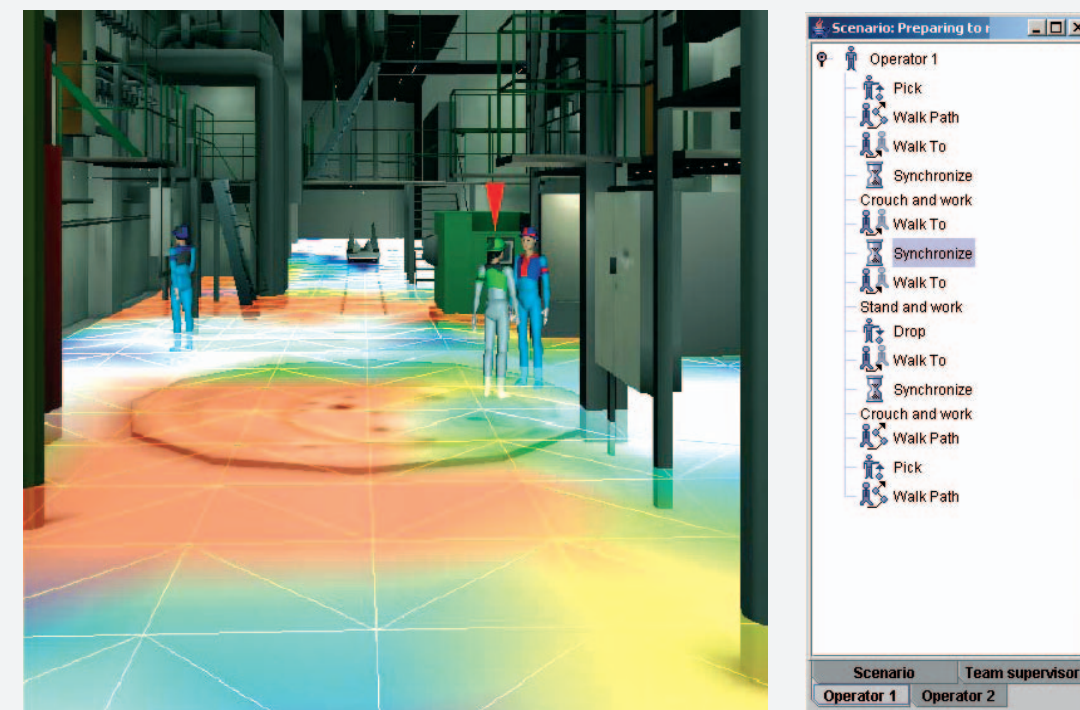 Scenario: Preparing to r
Operator 1
Pick
Walk Path
Walk To
Synchronize
Crouch and work
Walk To
Synchronize
Walk To
Stand and work
Drop
Walk To
Synchronize
Crouch and work
Walk Path
Pick
Walk Path
Scenario Team supervisor
Operator 1 Operator 2